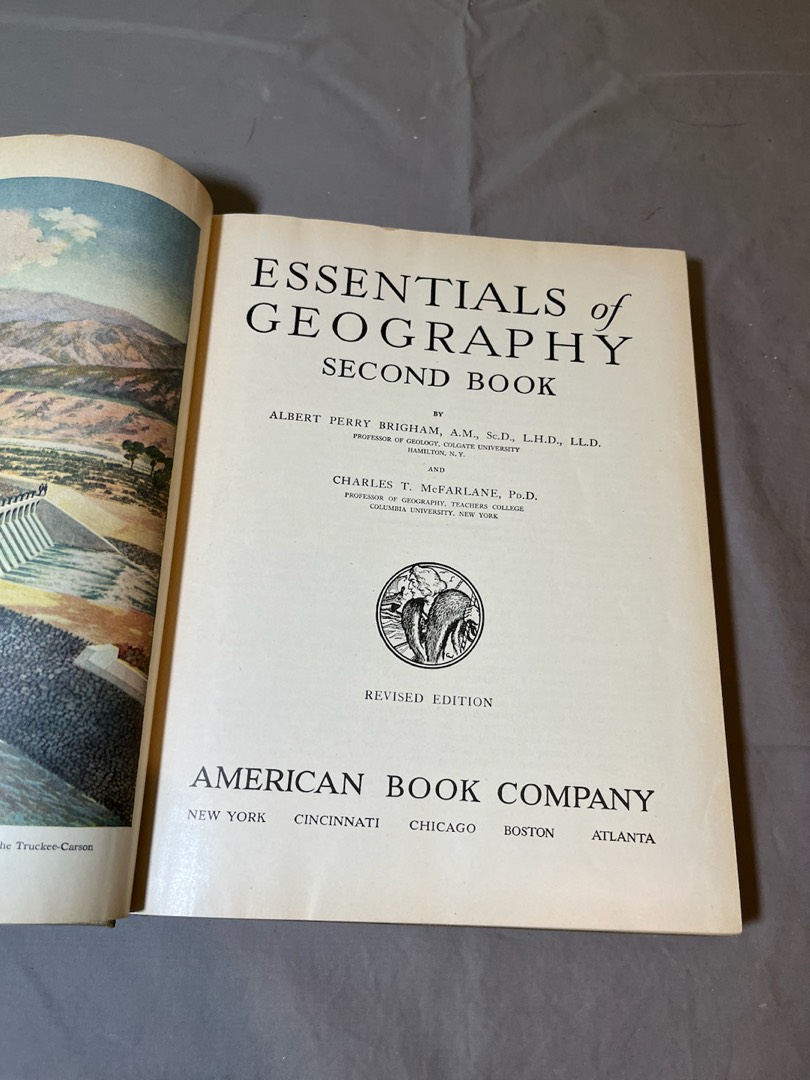 ESSENTIALS of
GEOGRAPHY
SECOND BOOK
BY
ALBERT PERRY BRIGHAM, A.M., Sc.D., L.H.D., LL.D.
PROFESSOR OF GEOLOGY, COLGATE UNIVERSITY
HAMILTON, N.Y.
AND
CHARLES T. McFARLANE, Pd.D.
PROFESSOR OF GEOGRAPHY, TEACHERS COLLEGE
COLUMBIA UNIVERSITY, NEW YORK
REVISED EDITION
AMERICAN BOOK COMPANY
NEW YORK CINCINNATI CHICAGO BOSTON ATLANTA
he Truckee-Carson